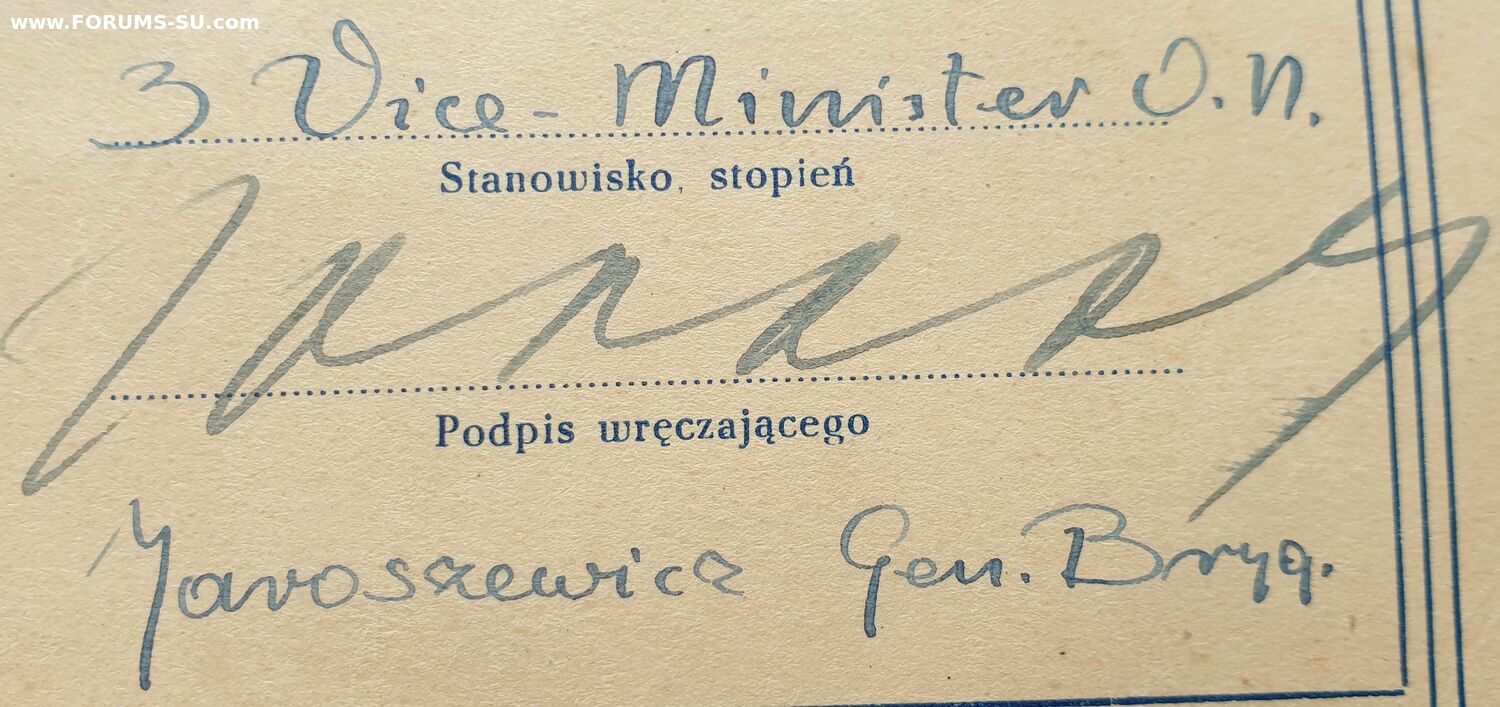 www.FORUMS-SU.com
3 Vice-Minister O.N.
Stanowisko, stopień
Podpis wręczającego
Jaroszewicz Gen. Bryg.